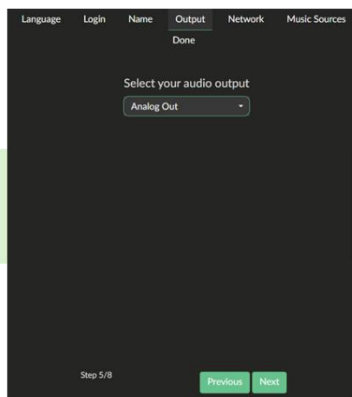 Language Login Name Output Network Music Sources
Done
Select your audio output
Analog Out
Step 5/8 Previous Next